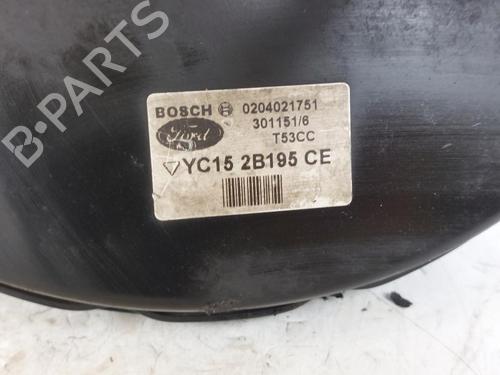 B-PARTS
BOSCH 0204021751
301151/6
Ford T53CC
YC15 2B195 CE